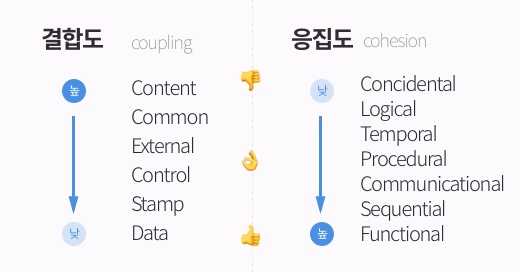 결합도 coupling
높
Content
Common
External
Control
Stamp
낮
Data
응집도 cohesion
낮
Concidental
Logical
Temporal
Procedural
Communicational
Sequential
높
Functional